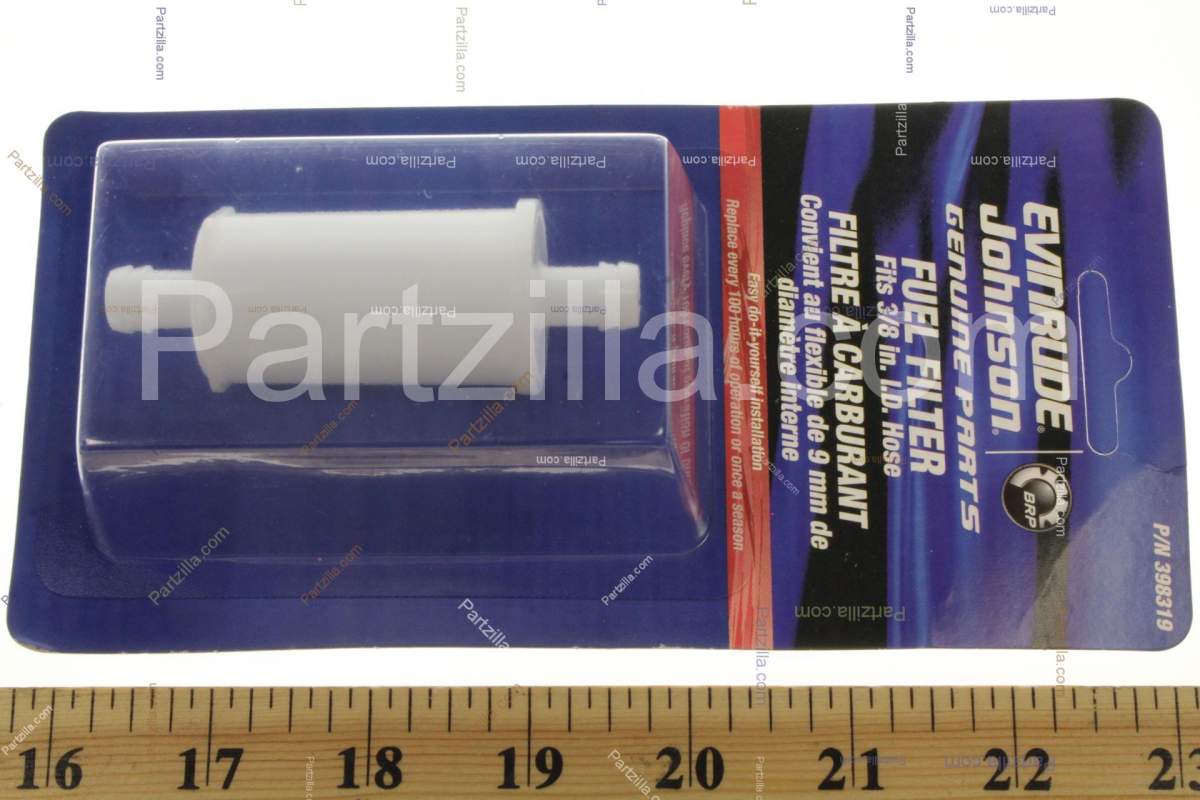 EVINRUDE®
Johnson®
BRP
GENUINE PARTS
FUEL FILTER
Fits 3/8 in. I.D. Hose
FILTRE À CARBURANT
Convient au flexible de 9 mm de
diamètre interne
Easy do-it-yourself installation
Replace every 100 hours of operation or once a season
P/N 398319
Partzilla.com
16 17 18 19 20 21 22 23